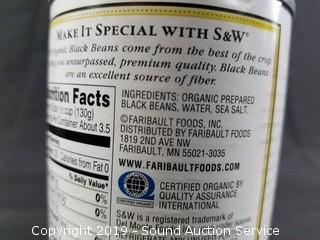 MAKE IT SPECIAL WITH S&W®
Organic Black Beans come from the best of the crop
you unsurpassed, premium quality. Black Beans
are an excellent source of fiber.
Nutrition Facts
cup (130g)
Container About 3.5
Calories from Fat 0
% Daily Value*
0%
0%
INGREDIENTS: ORGANIC PREPARED
BLACK BEANS, WATER, SEA SALT.
©FARIBAULT FOODS, INC.
DISTRIBUTED BY FARIBAULT FOODS
1819 2ND AVE NW
FARIBAULT, MN 55021-3035
WWW.FARIBAULTFOODS.COM
CERTIFIED ORGANIC BY
QUALITY ASSURANCE
INTERNATIONAL
S&W is a registered trademark of
Copyright 2019 - Sound Auction Service